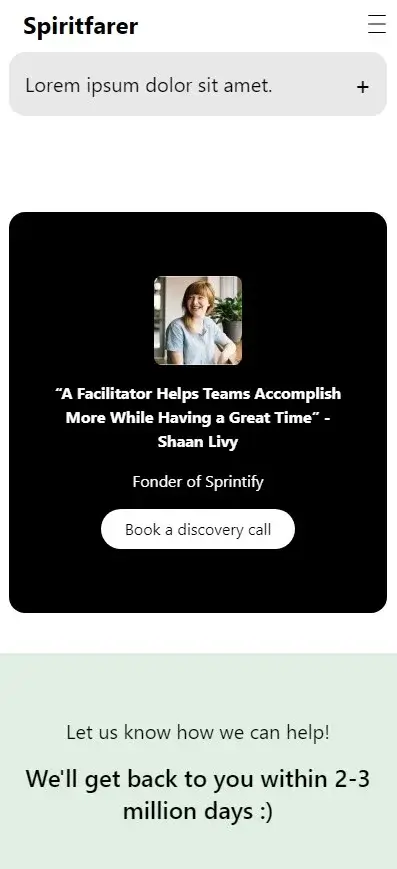 Spiritfarer
Lorem ipsum dolor sit amet.
+
“A Facilitator Helps Teams Accomplish
More While Having a Great Time” -
Shaan Livy
Fonder of Sprintify
Book a discovery call
Let us know how we can help!
We'll get back to you within 2-3
million days :)